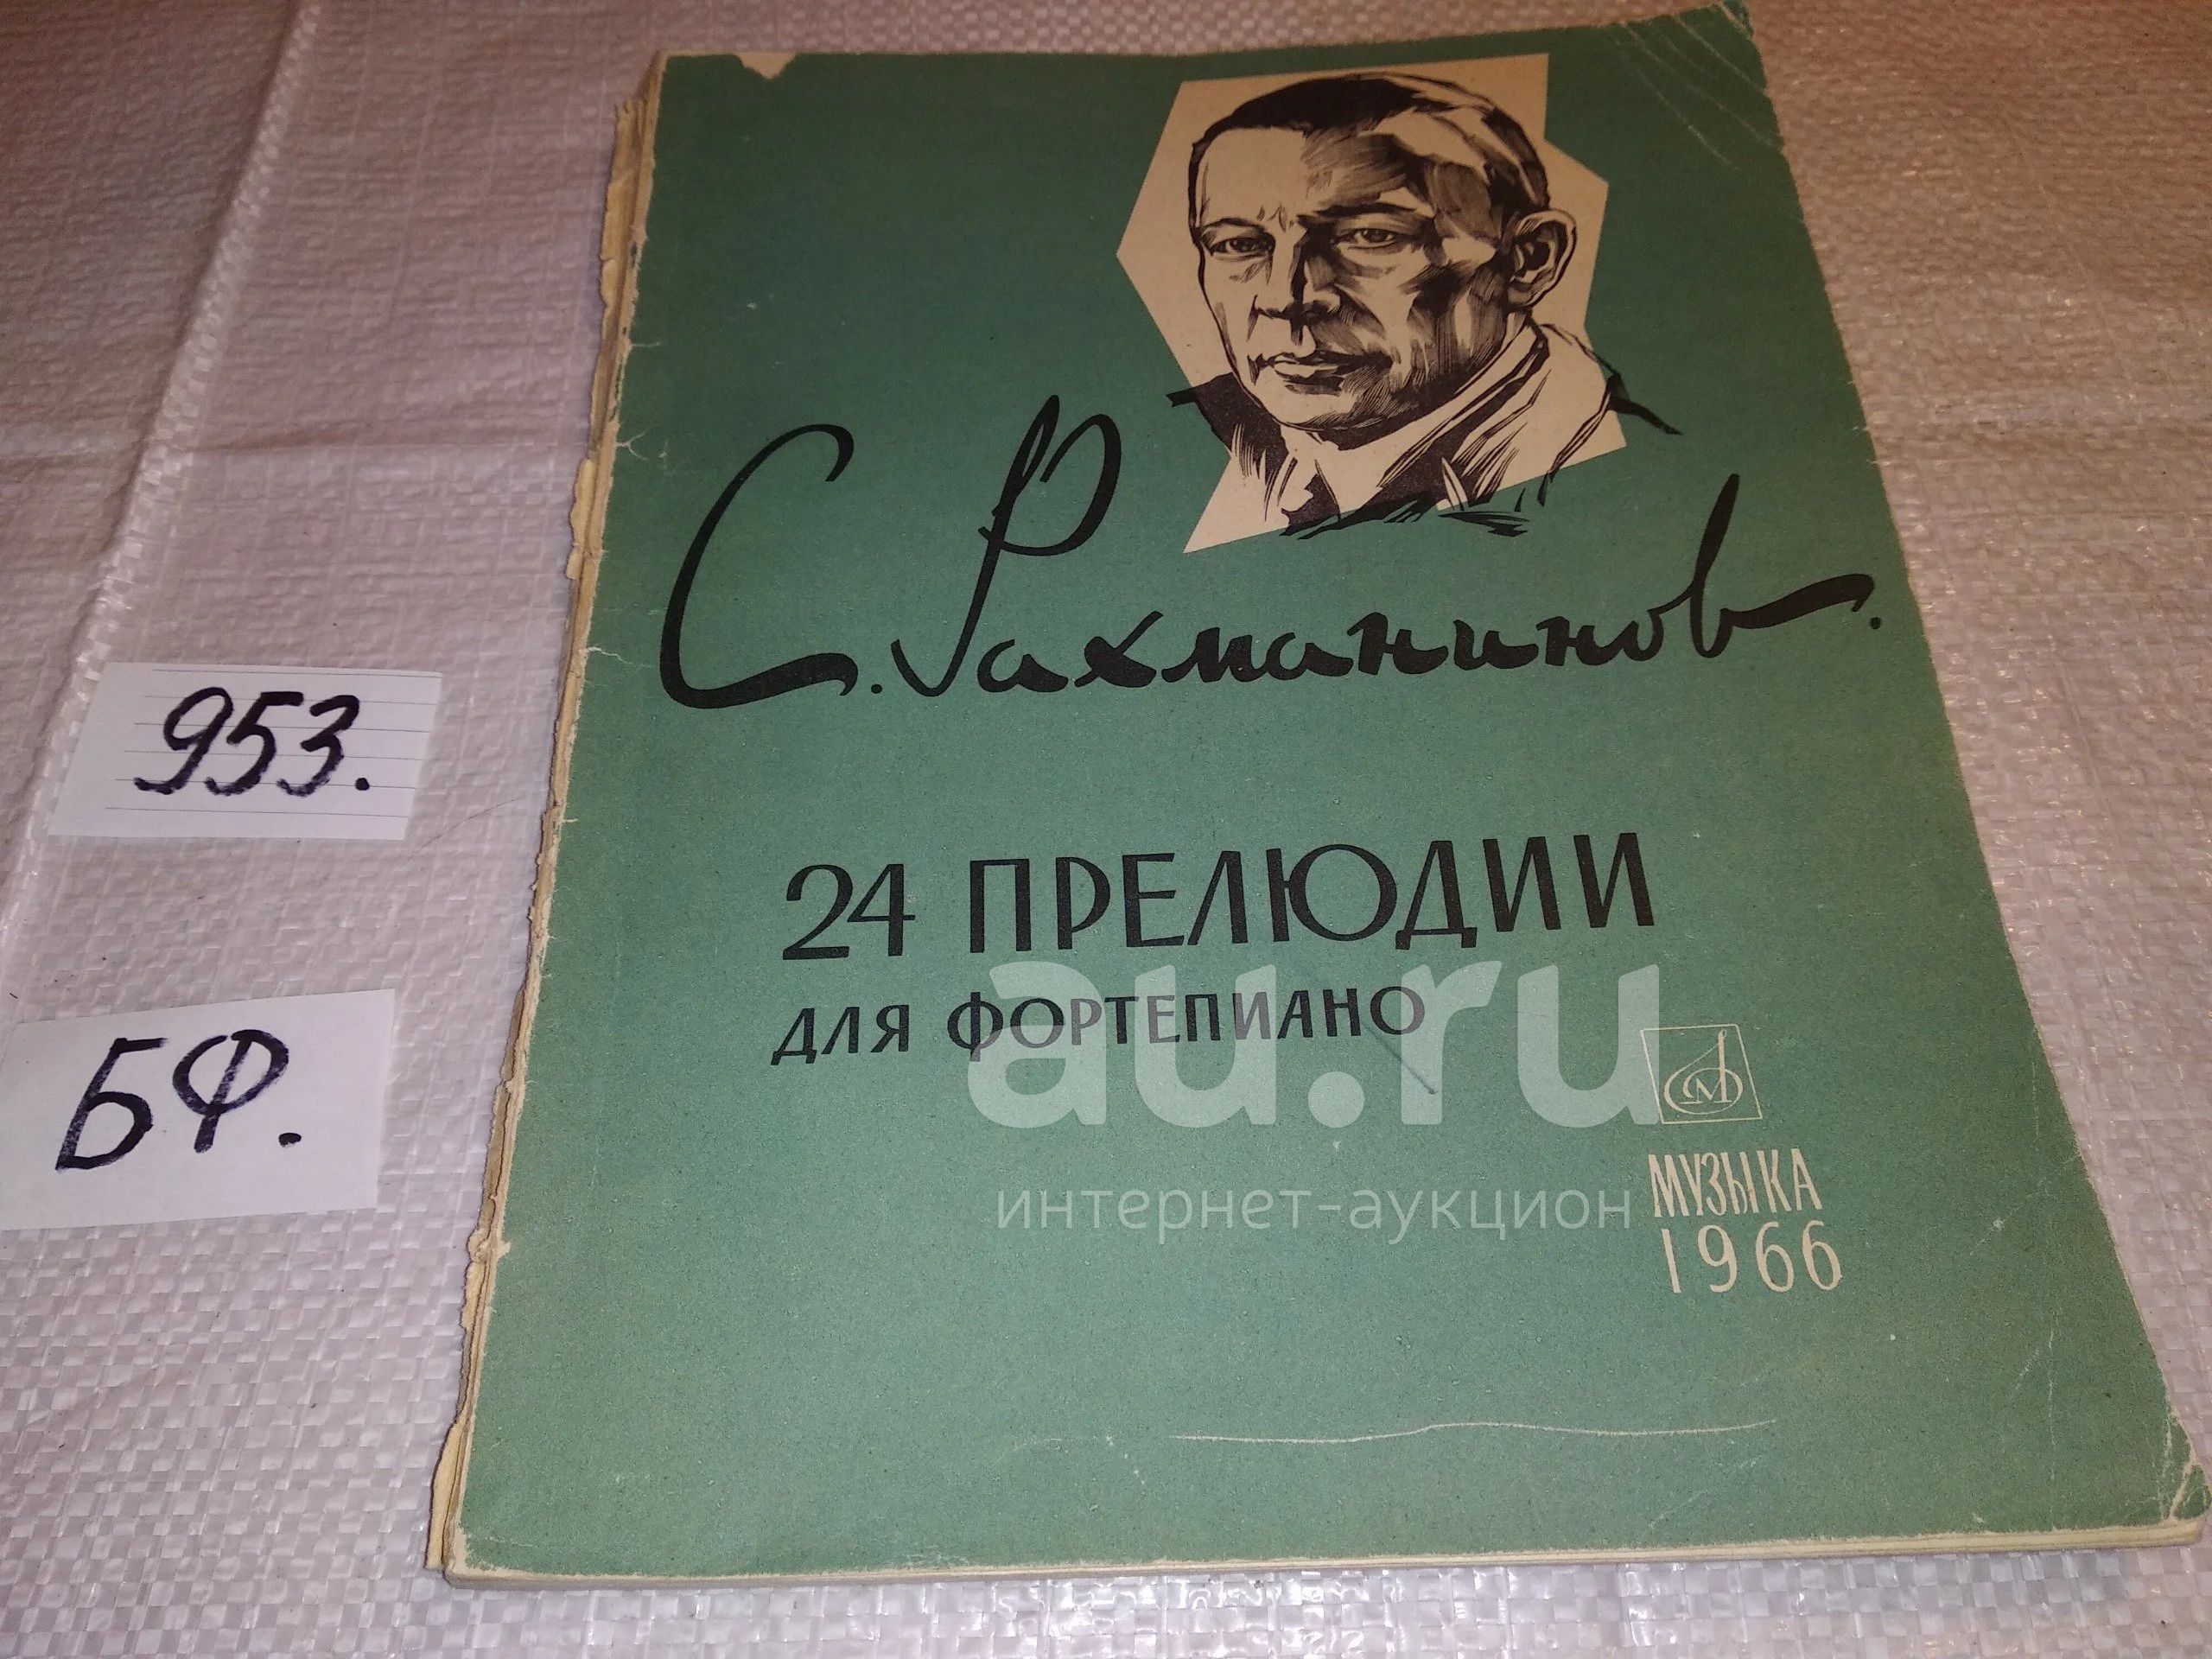 С. Рахманинов.
24 ПРЕЛЮДИИ
ДЛЯ ФОРТЕПИАНО
МУЗЫКА
1966
953.
БФ.
au.ru
интернет-аукцион